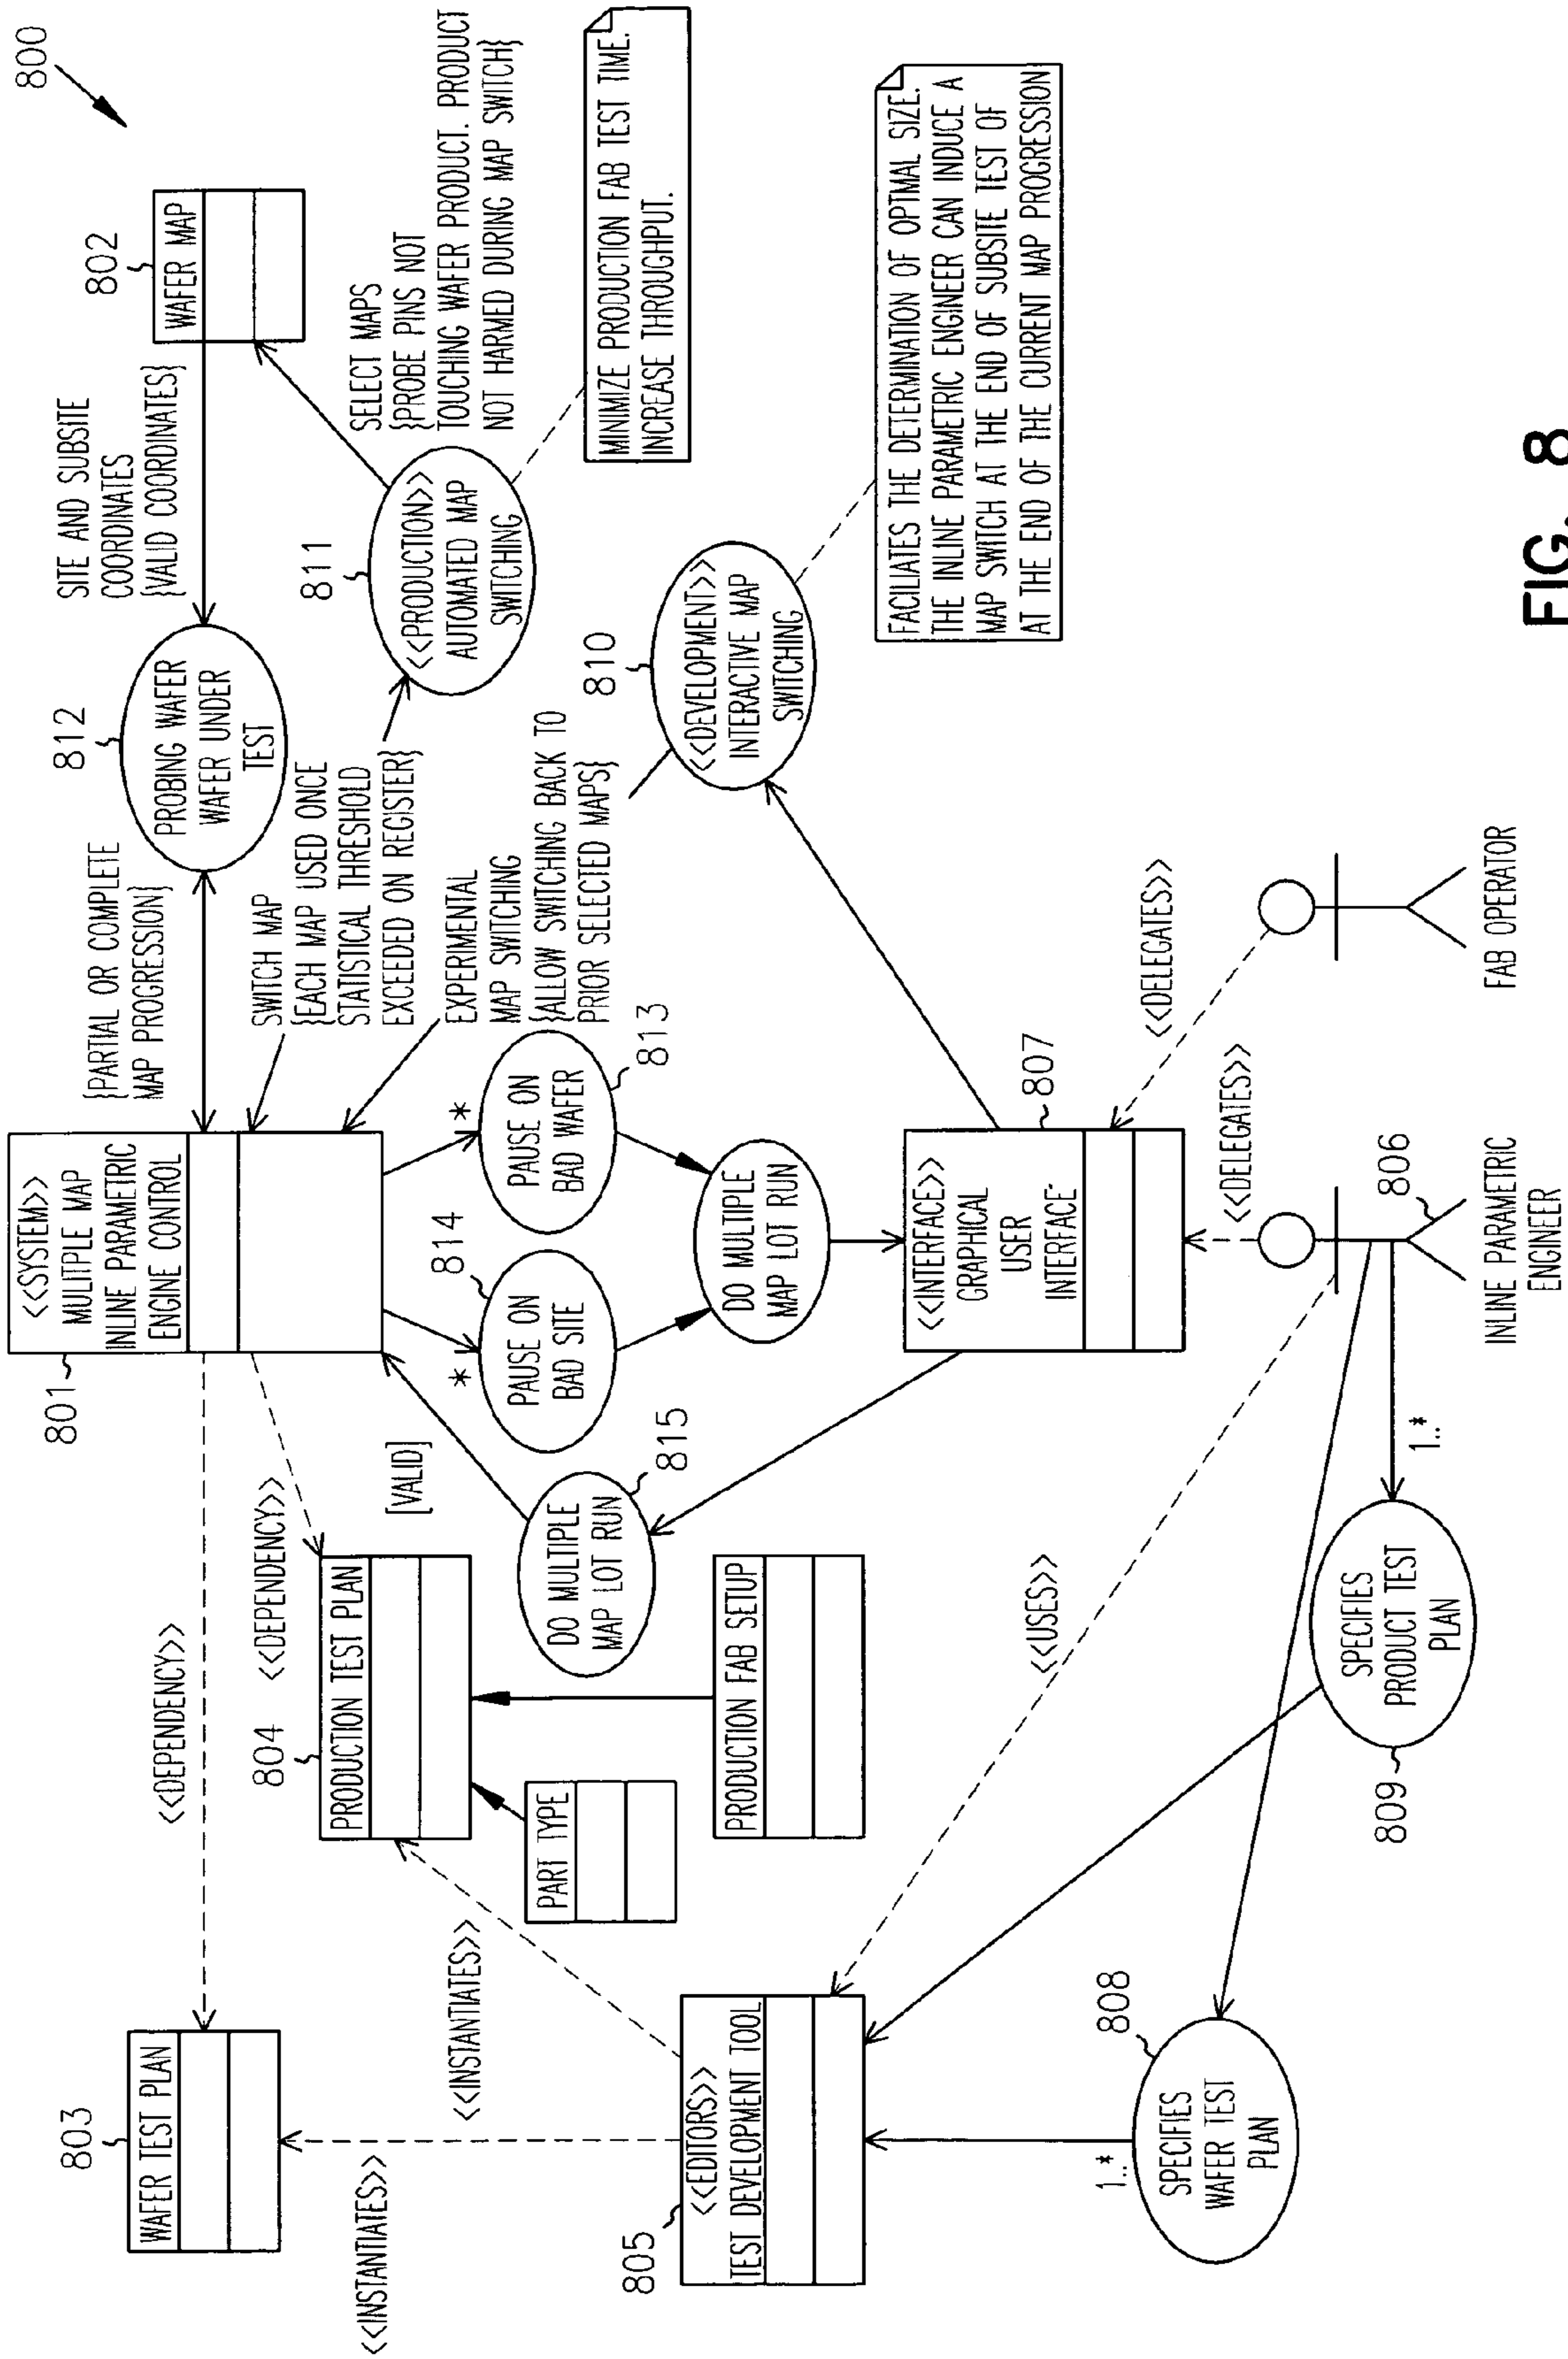 800
803
WAFER TEST PLAN
<<DEPENDENCY>>
801
<<SYSTEM>>
MULITPLE MAP
INLINE PARAMETRIC
ENGINE CONTROL
{PARTIAL OR COMPLETE
MAP PROGRESSION}
812
PROBING WAFER
WAFER UNDER
TEST
SITE AND SUBSITE
COORDINATES
{VALID COORDINATES}
802
WAFER MAP
<<INSTANTIATES>>
<<INSTANTIATES>>
804
PRODUCTION TEST PLAN
<<DEPENDENCY>>
[VALID]
SWITCH MAP
{EACH MAP USED ONCE
STATISTICAL THRESHOLD
EXCEEDED ON REGISTER}
811
<<PRODUCTION>>
AUTOMATED MAP
SWITCHING
SELECT MAPS
{PROBE PINS NOT
TOUCHING WAFER PRODUCT. PRODUCT
NOT HARMED DURING MAP SWITCH}
MINIMIZE PRODUCTION FAB TEST TIME.
INCREASE THROUGHPUT.
PART TYPE
PRODUCTION FAB SETUP
DO MULTIPLE
MAP LOT RUN
815
*
814
PAUSE ON
BAD SITE
*
PAUSE ON
BAD WAFER
813
EXPERIMENTAL
MAP SWITCHING
{ALLOW SWITCHING BACK TO
PRIOR SELECTED MAPS}
810
<<DEVELOPMENT>>
INTERACTIVE MAP
SWITCHING
805
<<EDITORS>>
TEST DEVELOPMENT TOOL
DO MULTIPLE
MAP LOT RUN
FACILIATES THE DETERMINATION OF OPTIMAL SIZE.
THE INLINE PARAMETRIC ENGINEER CAN INDUCE A
MAP SWITCH AT THE END OF SUBSITE TEST OF
AT THE END OF THE CURRENT MAP PROGRESSION
<<INTERFACE>>
GRAPHICAL
USER
INTERFACE
807
<<USES>>
<<DELEGATES>>
<<DELEGATES>>
808
1..*
SPECIFIES
WAFER TEST
PLAN
809
SPECIFIES
PRODUCT TEST
PLAN
1..*
806
INLINE PARAMETRIC
ENGINEER
FAB OPERATOR
FIG. 8